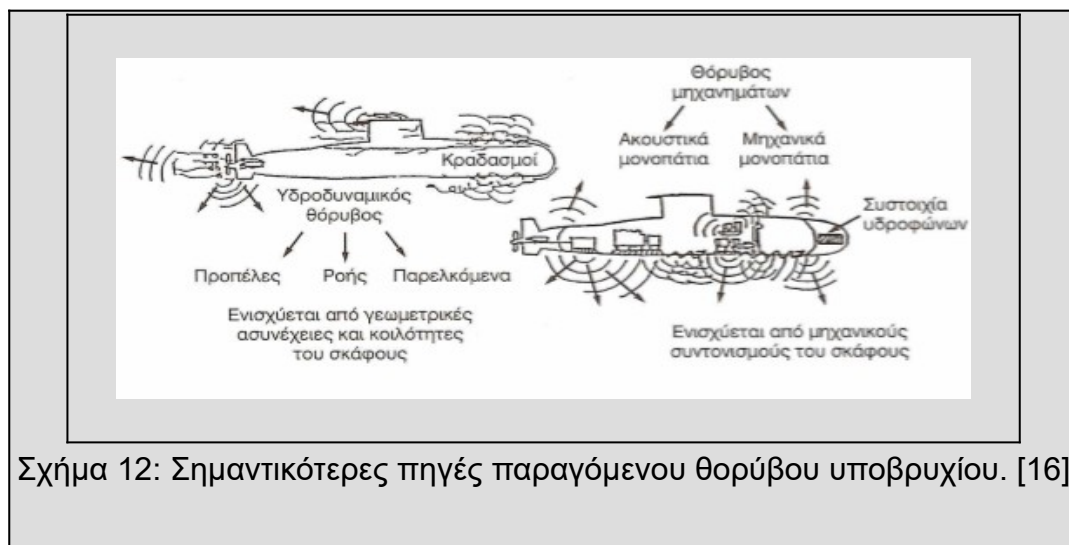 Κραδασμοί
Υδροδυναμικός
θόρυβος
Προπέλες Ροής Παρελκόμενα
Ενισχύεται από γεωμετρικές
ασυνέχειες και κοιλότητες
του σκάφους
Θόρυβος
μηχανημάτων
Ακουστικά
μονοπάτια
Μηχανικά
μονοπάτια
Συστοιχία
υδροφώνων
Ενισχύεται από μηχανικούς
συντονισμούς του σκάφους
Σχήμα 12: Σημαντικότερες πηγές παραγόμενου θορύβου υποβρυχίου. [16]